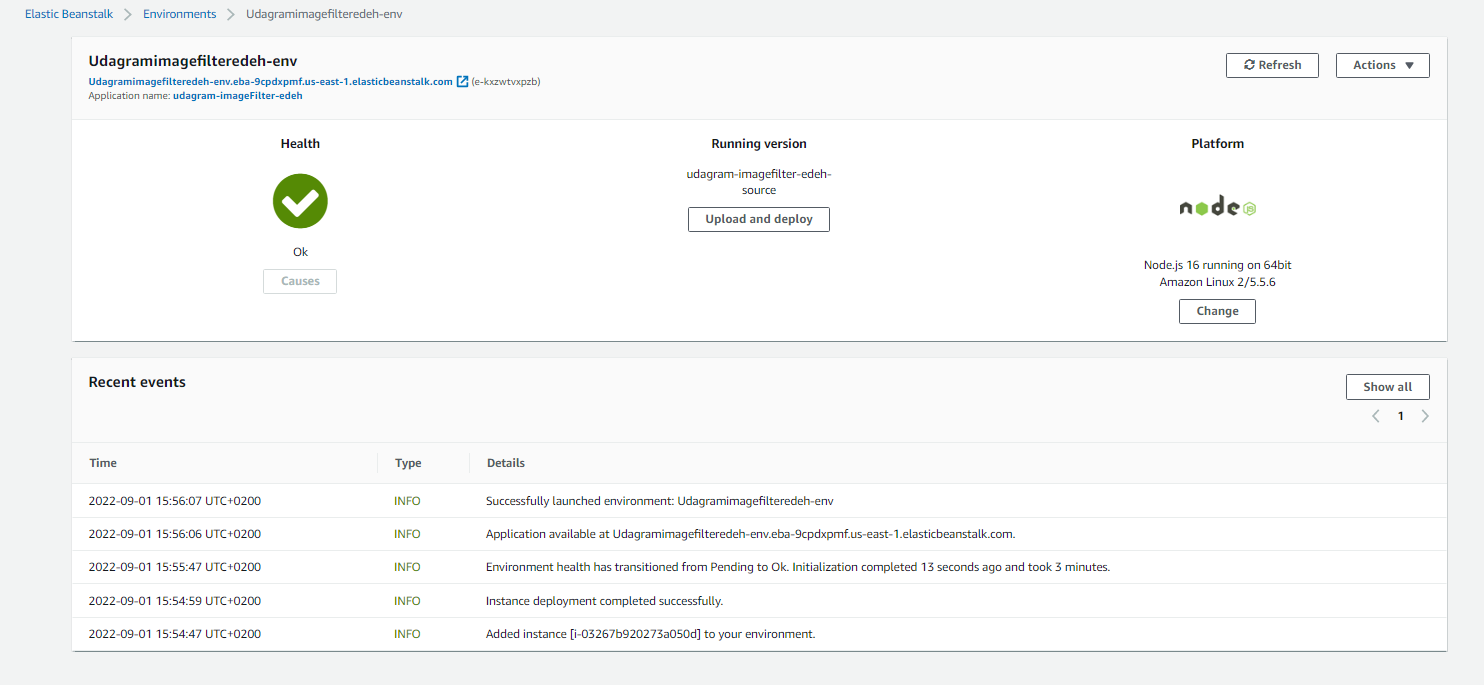 Elastic Beanstalk > Environments > Udagramimagefilteredeh-env
Udagramimagefilteredeh-env
Udagramimagefilteredeh-env.eba-9cpdxpmf.us-east-1.elasticbeanstalk.com (e-kxzwtvxpzb)
Application name: udagram-imageFilter-edeh
Refresh
Actions
Health
Ok
Causes
Running version
udagram-imagefilter-edeh-
source
Upload and deploy
Platform
node JS
Node.js 16 running on 64bit
Amazon Linux 2/5.5.6
Change
Recent events
Show all
1
Time Type Details
2022-09-01 15:56:07 UTC+0200 INFO Successfully launched environment: Udagramimagefilteredeh-env
2022-09-01 15:56:06 UTC+0200 INFO Application available at Udagramimagefilteredeh-env.eba-9cpdxpmf.us-east-1.elasticbeanstalk.com.
2022-09-01 15:55:47 UTC+0200 INFO Environment health has transitioned from Pending to Ok. Initialization completed 13 seconds ago and took 3 minutes.
2022-09-01 15:54:59 UTC+0200 INFO Instance deployment completed successfully.
2022-09-01 15:54:47 UTC+0200 INFO Added instance [i-03267b920273a050d] to your environment.